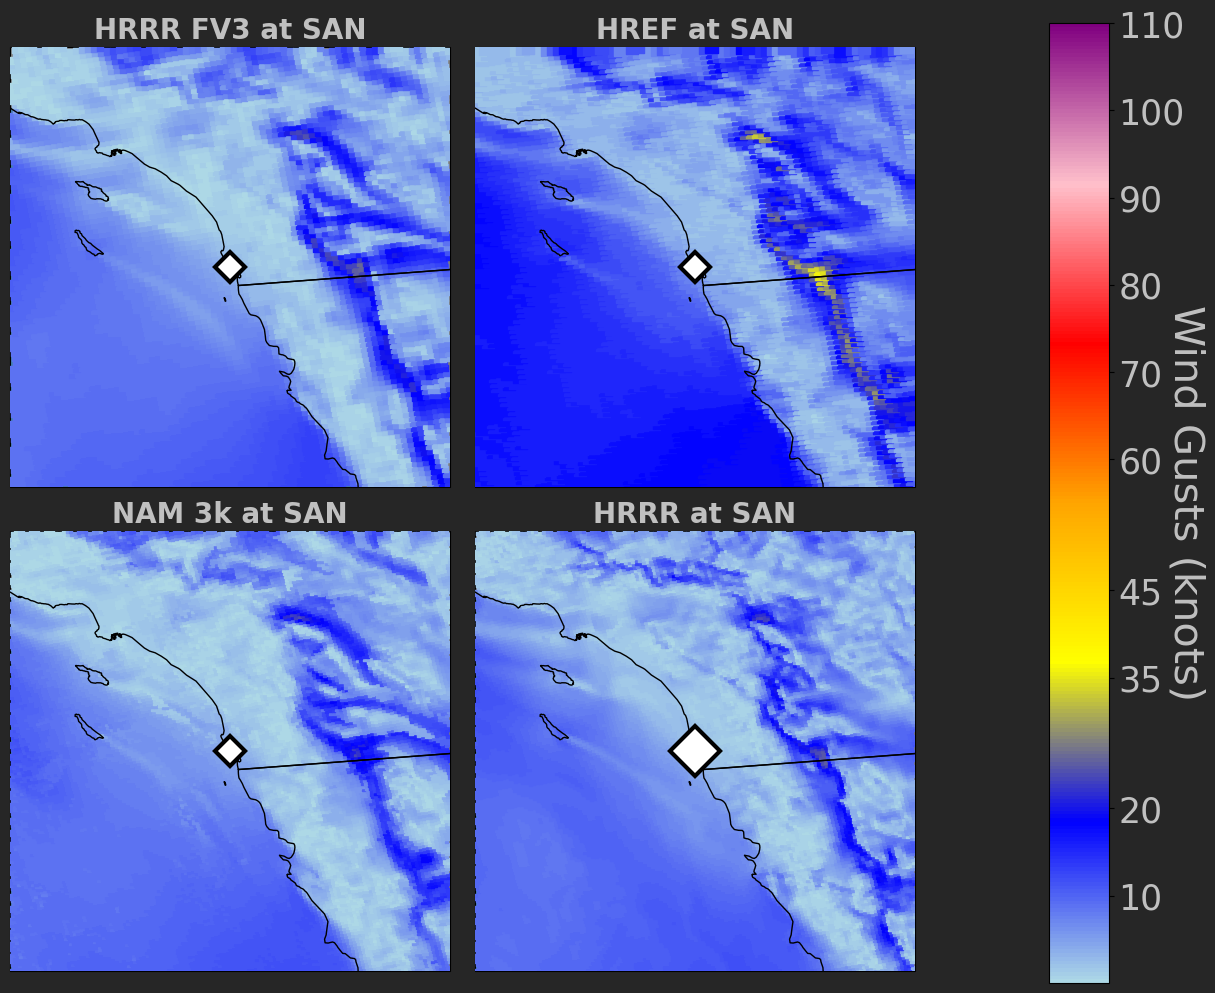 HRRR FV3 at SAN
HREF at SAN
NAM 3k at SAN
HRRR at SAN
110
100
90
80
70
60
45
35
20
10
Wind Gusts (knots)